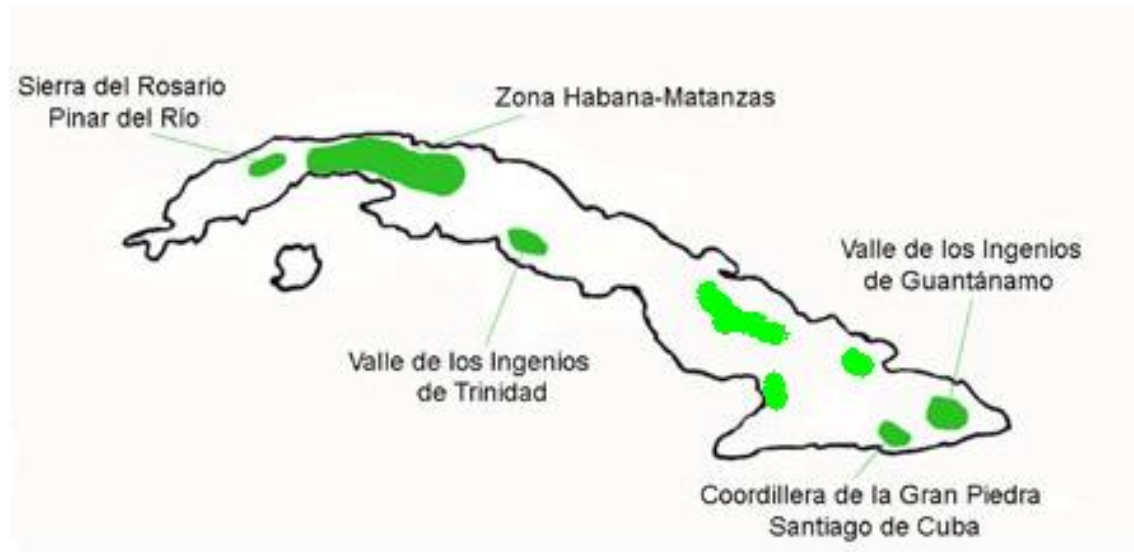 Sierra del Rosario
Pinar del Río
Zona Habana-Matanzas
Valle de los Ingenios
de Guantánamo
Valle de los Ingenios
de Trinidad
Coordillera de la Gran Piedra
Santiago de Cuba